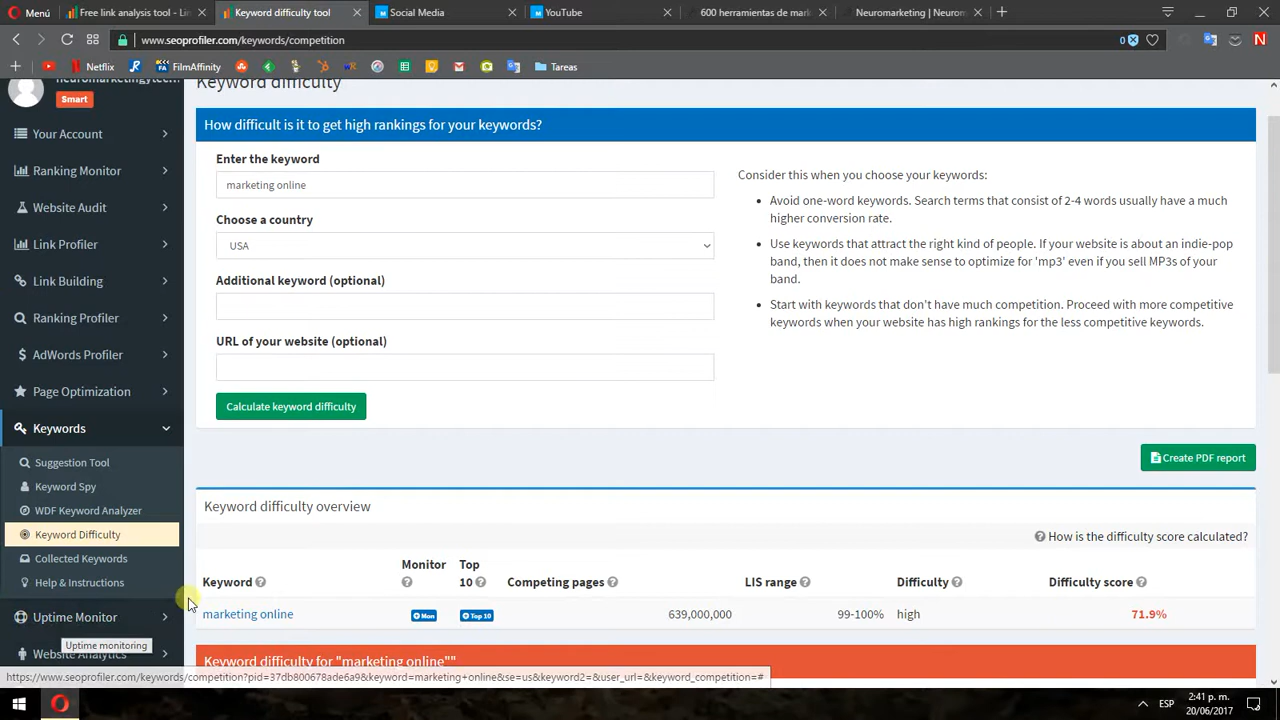 Menú
Free link analysis tool - Lin
Keyword difficulty tool
Social Media
YouTube
600 herramientas de mark
Neuromarketing | Neurom
www.seoprofiler.com/keywords/competition
0
Netflix
FilmAffinity
Tareas
neuromarketingytec...
Smart
Your Account
Ranking Monitor
Website Audit
Link Profiler
Link Building
Ranking Profiler
AdWords Profiler
Page Optimization
Keywords
Suggestion Tool
Keyword Spy
WDF Keyword Analyzer
Keyword Difficulty
Collected Keywords
Help & Instructions
Uptime Monitor
Uptime monitoring
Website Analytics
Keyword difficulty
How difficult is it to get high rankings for your keywords?
Enter the keyword
marketing online
Choose a country
USA
Additional keyword (optional)
URL of your website (optional)
Calculate keyword difficulty
Consider this when you choose your keywords:
Avoid one-word keywords. Search terms that consist of 2-4 words usually have a much
higher conversion rate.
Use keywords that attract the right kind of people. If your website is about an indie-pop
band, then it does not make sense to optimize for 'mp3' even if you sell MP3s of your
band.
Start with keywords that don't have much competition. Proceed with more competitive
keywords when your website has high rankings for the less competitive keywords.
Create PDF report
Keyword difficulty overview
How is the difficulty score calculated?
Keyword Monitor Top 10 Competing pages LIS range Difficulty Difficulty score
marketing online Mon Top 10 639,000,000 99-100% high 71.9%
Keyword difficulty for "marketing online""
https://www.seoprofiler.com/keywords/competition?pid=37db800678ade6a9&keyword=marketing+online&se=us&keyword2=&user_url=&keyword_competition=#
ESP
2:41 p. m.
20/06/2017